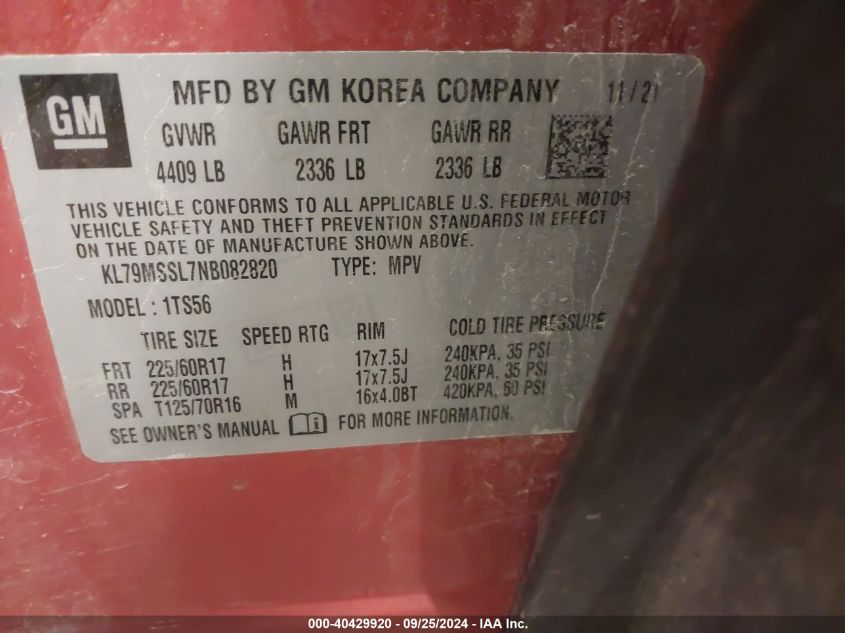 GM
MFD BY GM KOREA COMPANY 11/21
GVWR GAWR FRT GAWR RR
4409 LB 2336 LB 2336 LB
THIS VEHICLE CONFORMS TO ALL APPLICABLE U.S. FEDERAL MOTOR
VEHICLE SAFETY AND THEFT PREVENTION STANDARDS IN EFFECT
ON THE DATE OF MANUFACTURE SHOWN ABOVE.
KL79MSSL7NB082820 TYPE: MPV
MODEL : 1TS56
TIRE SIZE SPEED RTG RIM COLD TIRE PRESSURE
FRT 225/60R17 H 17x7.5J 240KPA, 35 PSI
RR 225/60R17 H 17x7.5J 240KPA, 35 PSI
SPA T125/70R16 M 16x4.0BT 420KPA, 60 PSI
SEE OWNER'S MANUAL FOR MORE INFORMATION.
000-40429920 - 09/25/2024 - IAA, Inc.